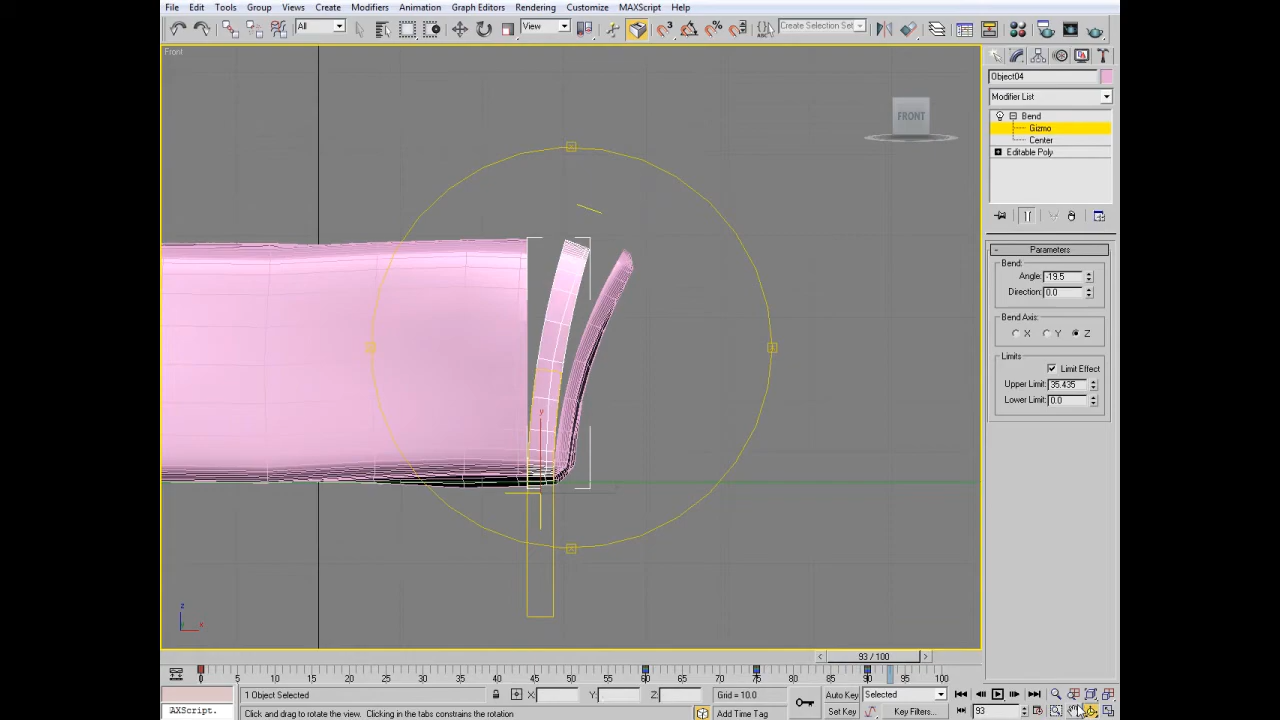 File Edit Tools Group Views Create Modifiers Animation Graph Editors Rendering Customize MAXScript Help
All View 3 Create Selection Set
Front
FRONT
Object04
Modifier List
Bend
Gizmo
Center
Editable Poly
- Parameters
Bend:
Angle: -19.5
Direction: 0.0
Bend Axis:
X Y Z
Limits
Limit Effect
Upper Limit: 35.435
Lower Limit: 0.0
y
z
x
< 93 / 100 >
0 5 10 15 20 25 30 35 40 45 50 55 60 65 70 75 80 85 90 95 100
1 Object Selected X: Y: Z: Grid = 10.0 Auto Key Selected
AXScript. Click and drag to rotate the view. Clicking in the tabs constrains the rotation Add Time Tag Set Key Key Filters... 93